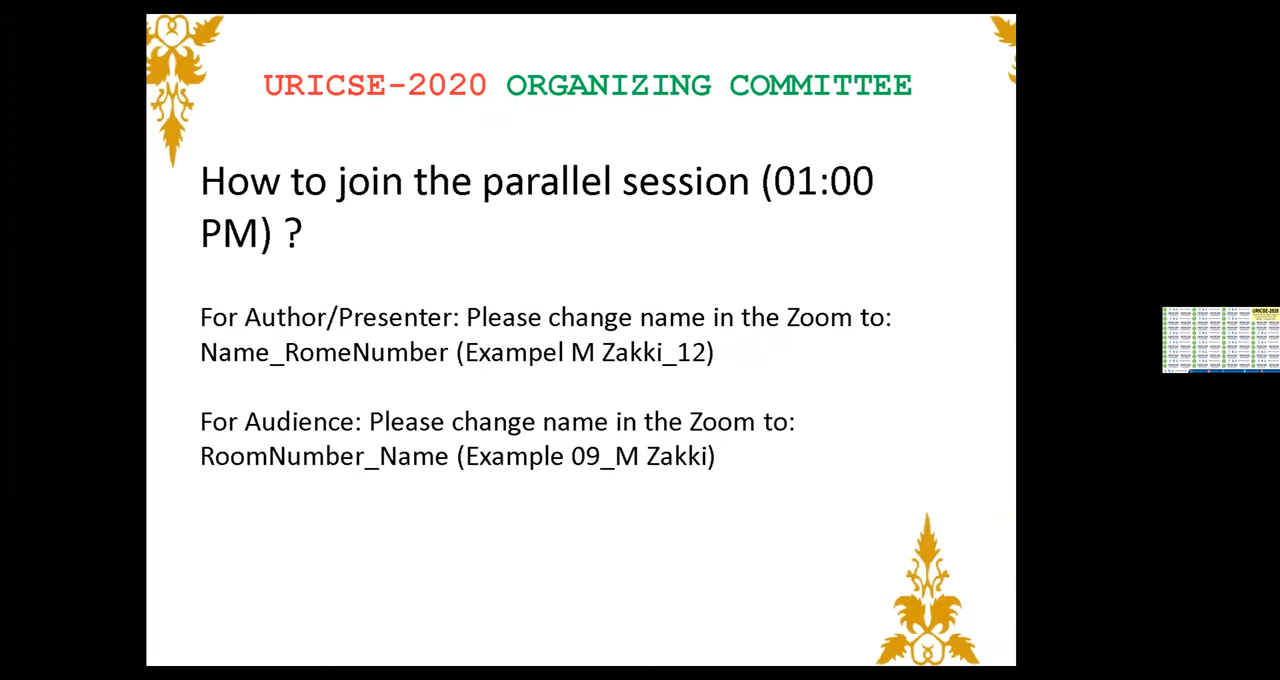 URICSE-2020 ORGANIZING COMMITTEE
How to join the parallel session (01:00
PM) ?
For Author/Presenter: Please change name in the Zoom to:
Name_RomeNumber (Exampel M Zakki_12)
For Audience: Please change name in the Zoom to:
RoomNumber_Name (Example 09_M Zakki)
URICSE-2020